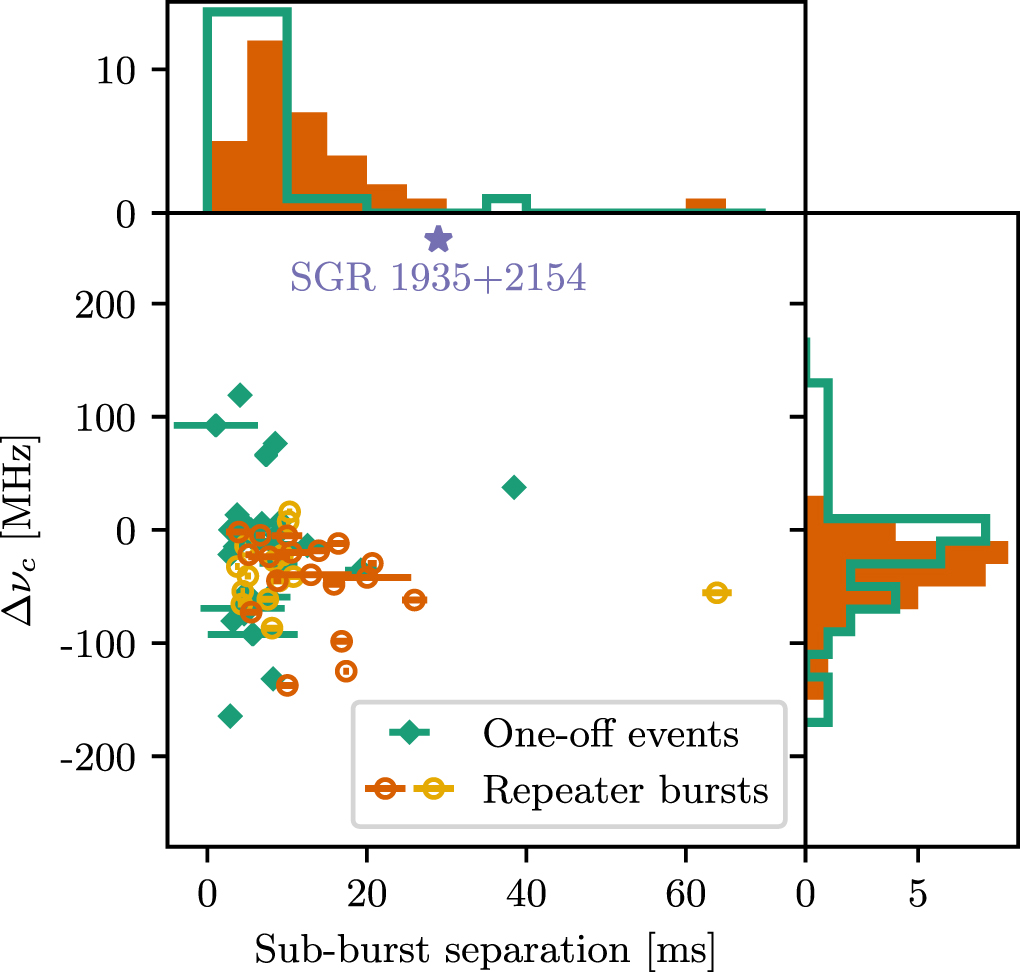 10
0
SGR 1935+2154
200
100
0
-100
-200
Δν_c [MHz]
One-off events
Repeater bursts
0 20 40 60
0 5
Sub-burst separation [ms]